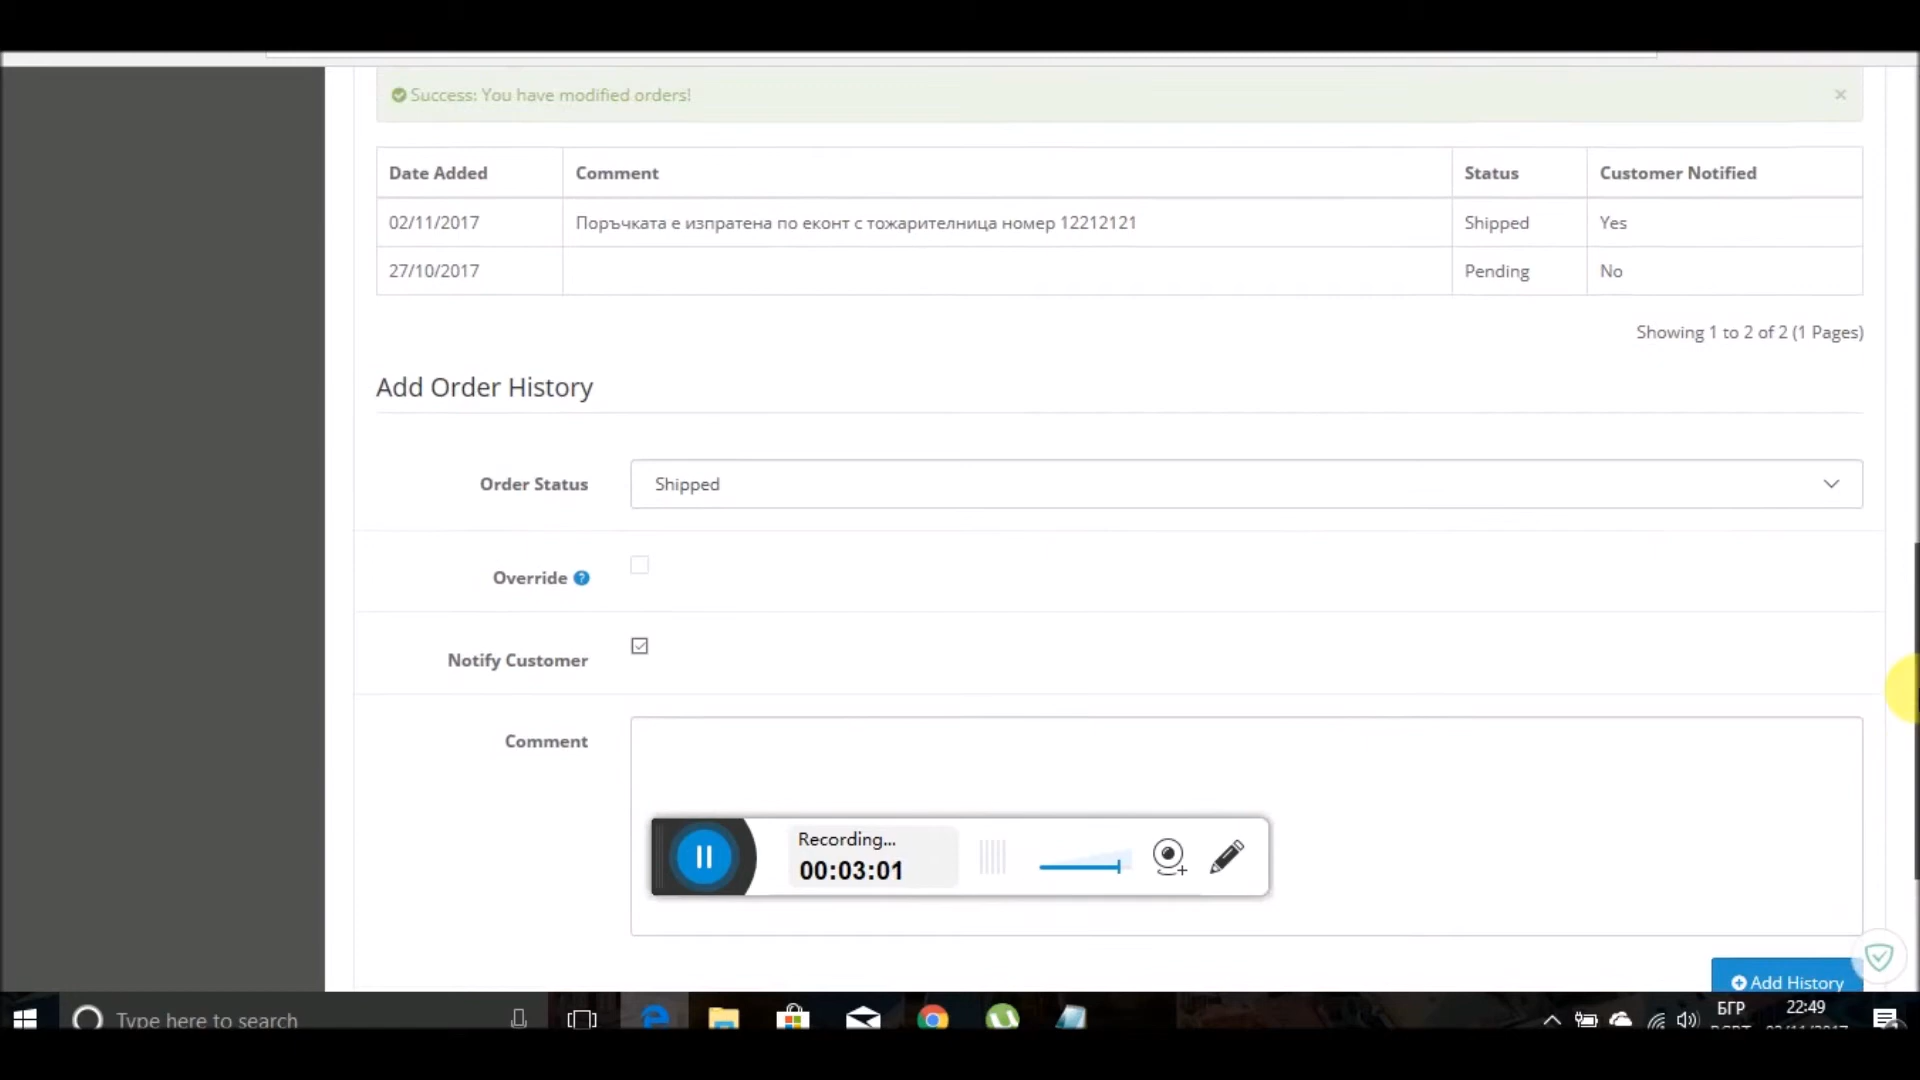 Success: You have modified orders! ×
Date Added Comment Status Customer Notified
02/11/2017 Поръчката е изпратена по еконт с тожарителница номер 12212121 Shipped Yes
27/10/2017 Pending No
Showing 1 to 2 of 2 (1 Pages)
Add Order History
Order Status Shipped
Override ?
Notify Customer
Comment
Recording...
00:03:01
Add History
Type here to search
БГР 22:49